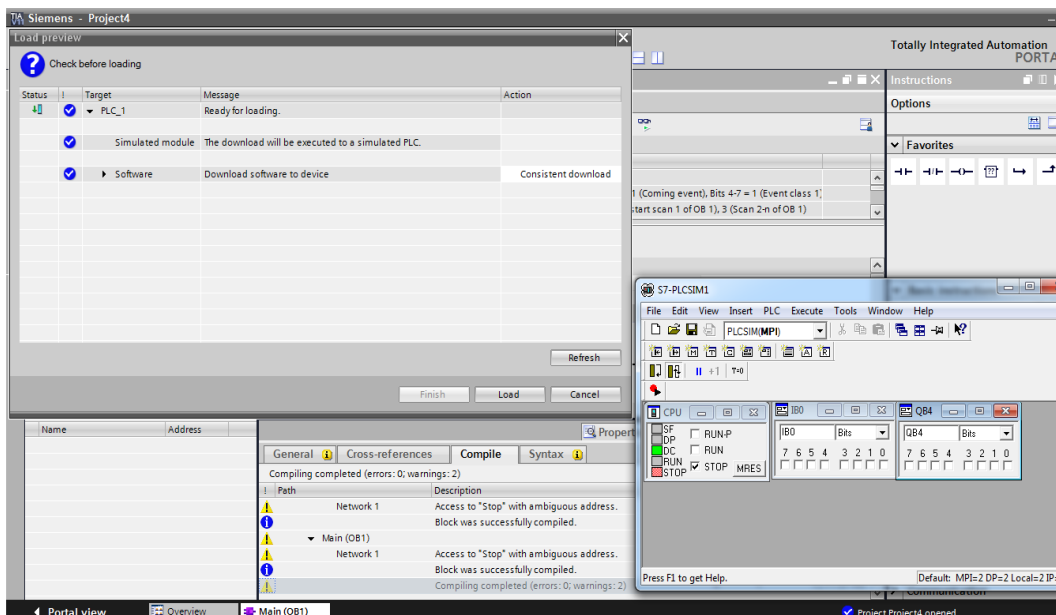 Siemens - Project4
Load preview
Check before loading
Status ! Target Message Action
PLC_1 Ready for loading.
Simulated module The download will be executed to a simulated PLC.
Software Download software to device Consistent download
Refresh
Finish Load Cancel
Totally Integrated Automation
PORTA
Instructions
Options
Favorites
1 (Coming event), Bits 4-7 = 1 (Event class 1)
start scan 1 of OB 1), 3 (Scan 2-n of OB 1)
S7-PLCSIM1
File Edit View Insert PLC Execute Tools Window Help
PLCSIM(MPI)
+1 T=0
CPU
SF
DP
DC
RUN
STOP
RUN-P
RUN
STOP MRES
IB0
IB0 Bits
7 6 5 4 3 2 1 0
QB4
QB4 Bits
7 6 5 4 3 2 1 0
Press F1 to get Help. Default: MPI=2 DP=2 Local=2 IP=
Name Address
Propert
General Cross-references Compile Syntax
Compiling completed (errors: 0; warnings: 2)
! Path Description
Network 1 Access to "Stop" with ambiguous address.
Block was successfully compiled.
Main (OB1)
Network 1 Access to "Stop" with ambiguous address.
Block was successfully compiled.
Compiling completed (errors: 0; warnings: 2)
Communication
Portal view Overview Main (OB1) Project Project4 opened